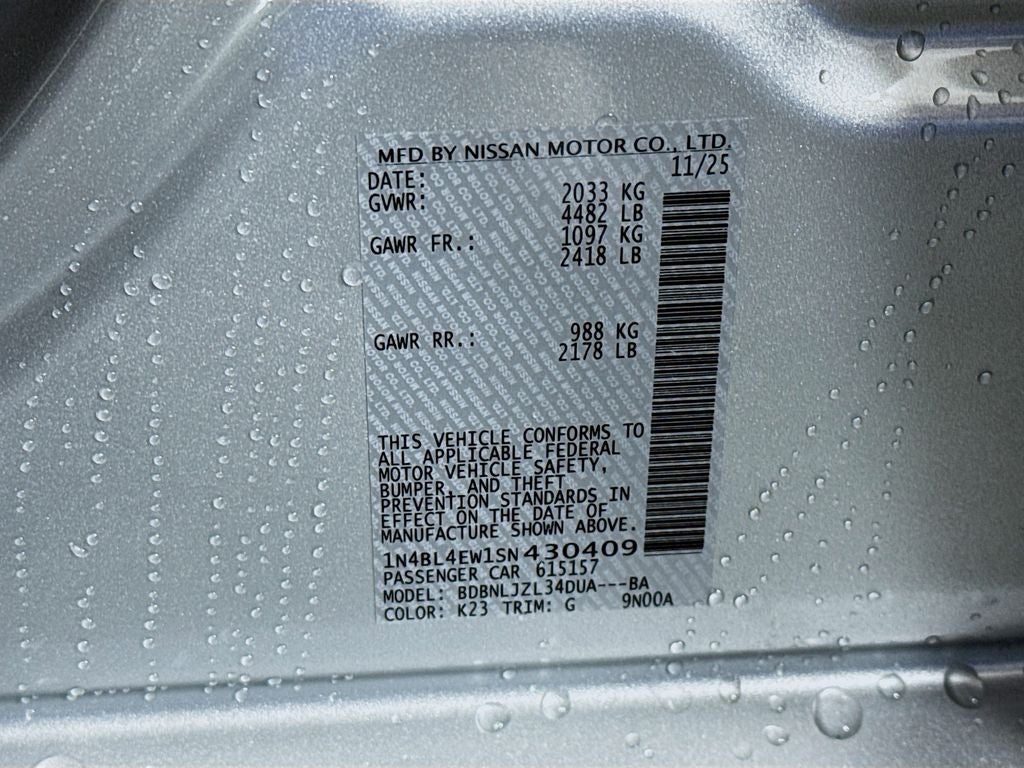 MFD BY NISSAN MOTOR CO., LTD.
DATE: 11/25
GVWR: 2033 KG
4482 LB
GAWR FR.: 1097 KG
2418 LB
GAWR RR.: 988 KG
2178 LB
THIS VEHICLE CONFORMS TO
ALL APPLICABLE FEDERAL
MOTOR VEHICLE SAFETY,
BUMPER, AND THEFT
PREVENTION STANDARDS IN
EFFECT ON THE DATE OF
MANUFACTURE SHOWN ABOVE.
1N4BL4EW1SN430409
PASSENGER CAR 615157
MODEL: BDBNLJZL34DUA---BA
COLOR: K23 TRIM: G 9N00A